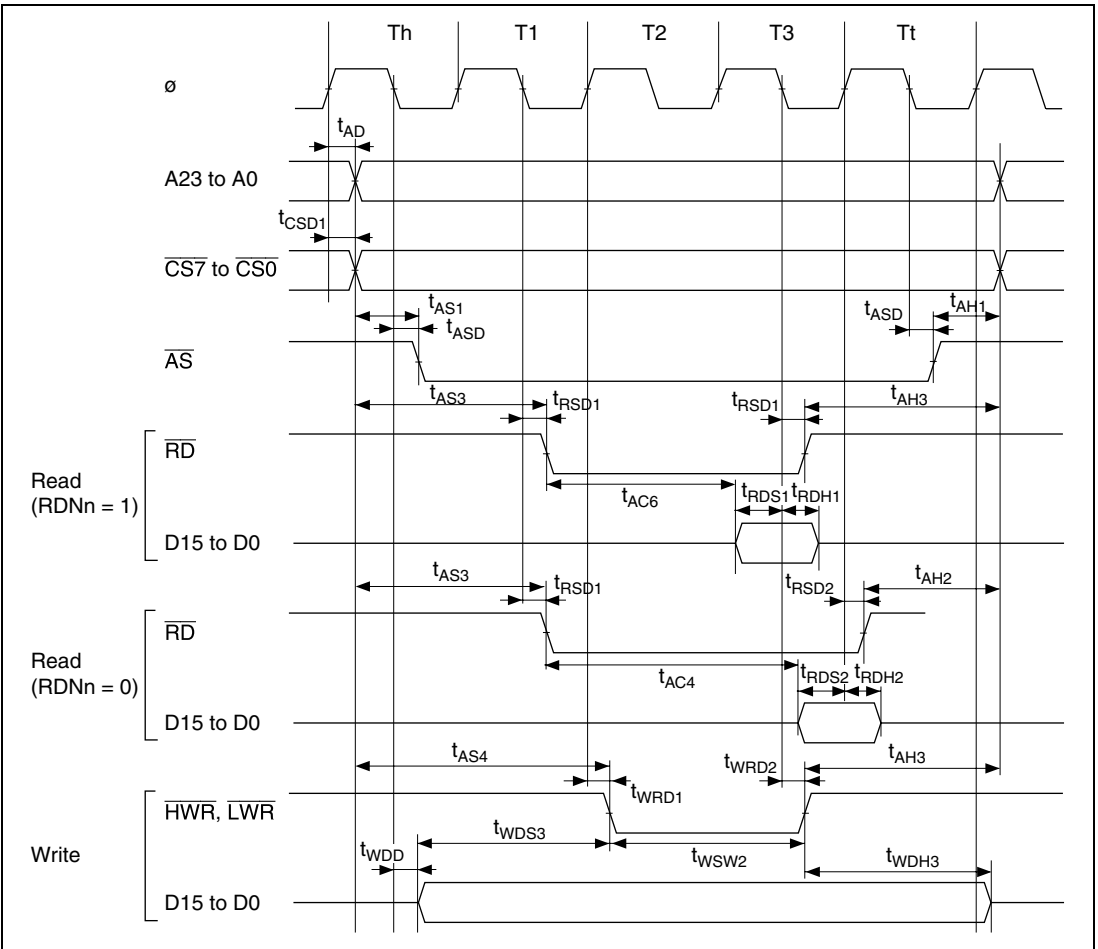 Th T1 T2 T3 Tt
ø
tAD
A23 to A0
tCSD1
CS7 to CS0
tAS1 tASD tASD tAH1
AS
tAS3 tRSD1 tRSD1 tAH3
Read
(RDNn = 1)
RD
tAC6 tRDS1 tRDH1
D15 to D0
tAS3 tRSD1 tRSD2 tAH2
Read
(RDNn = 0)
RD
tAC4 tRDS2 tRDH2
D15 to D0
tAS4 tWRD1 tWRD2 tAH3
Write
HWR, LWR
tWDD tWDS3 tWSW2 tWDH3
D15 to D0